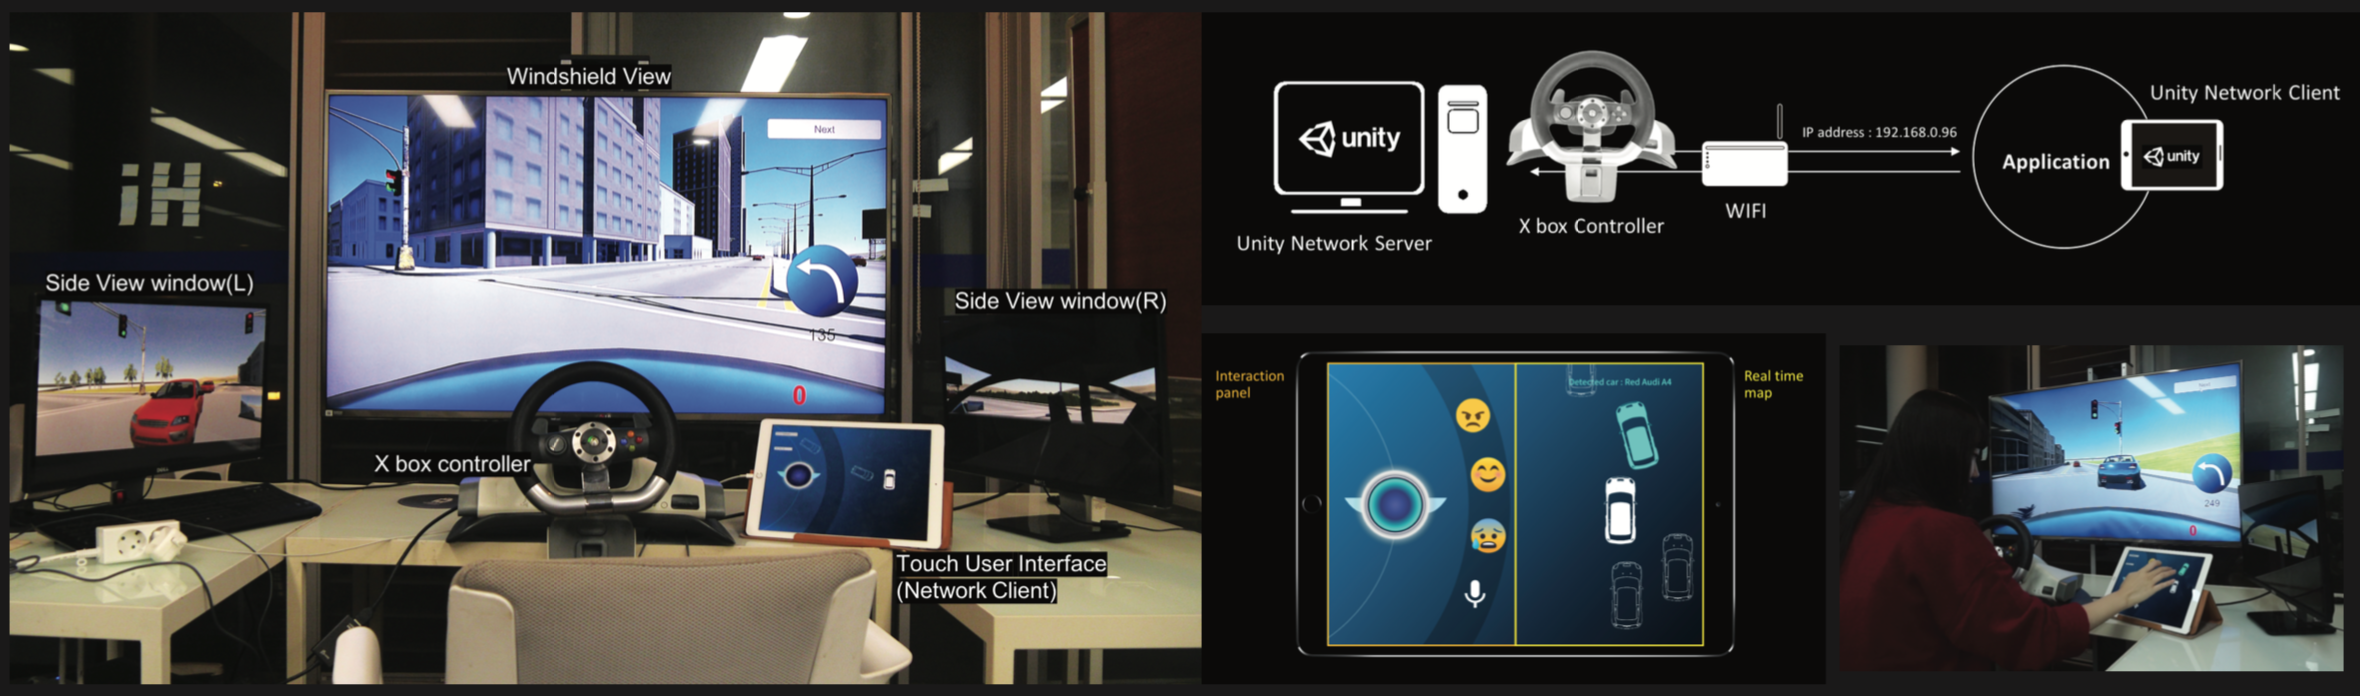 Windshield View
Next
iH
Side View window(L)
Side View window(R)
135
0
X box controller
Touch User Interface
(Network Client)
unity
Unity Network Server
X box Controller
WIFI
IP address : 192.168.0.96
Application
Unity Network Client
unity
Interaction
panel
Detected car : Red Audi A4
Real time
map
Next
249
0